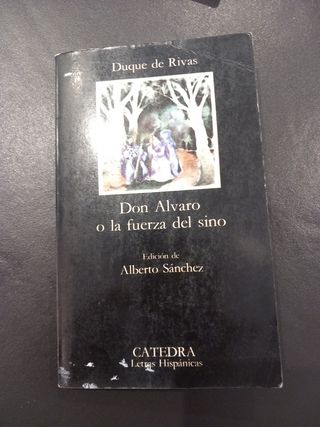 Duque de Rivas
Don Alvaro
o la fuerza del sino
Edición de
Alberto Sánchez
CATEDRA
Letras Hispánicas